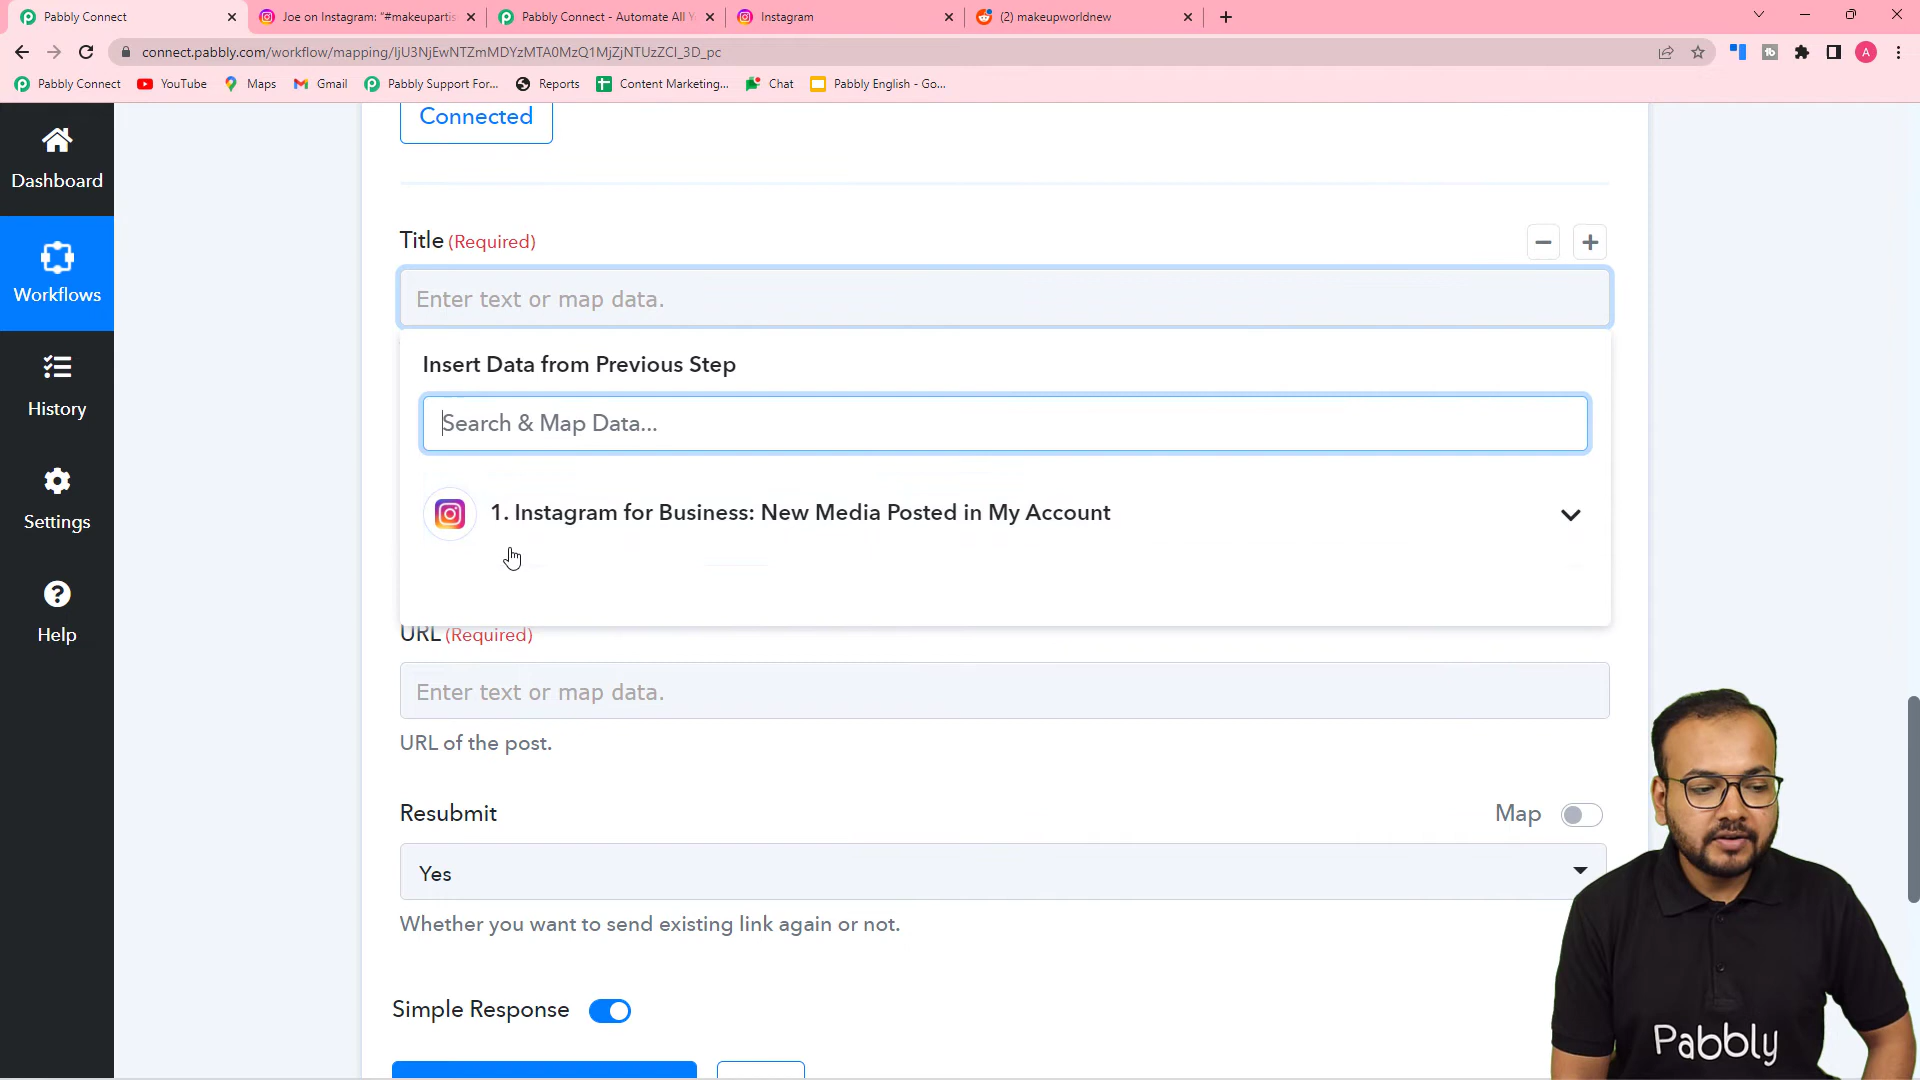 Pabbly Connect
Joe on Instagram: "#makeupartis
Pabbly Connect - Automate All Y
Instagram
(2) makeupworldnew
connect.pabbly.com/workflow/mapping/IjU3NjEwNTZmMDYzMTA0MzQ1MjZjNTUzZCI_3D_pc
A
Pabbly Connect
YouTube
Maps
Gmail
Pabbly Support For...
Reports
Content Marketing...
Chat
Pabbly English - Go...
Dashboard
Workflows
History
Settings
Help
Connected
Title (Required)
Enter text or map data.
Insert Data from Previous Step
Search & Map Data...
1. Instagram for Business: New Media Posted in My Account
URL (Required)
Enter text or map data.
URL of the post.
Resubmit
Map
Yes
Whether you want to send existing link again or not.
Simple Response
Pabbly